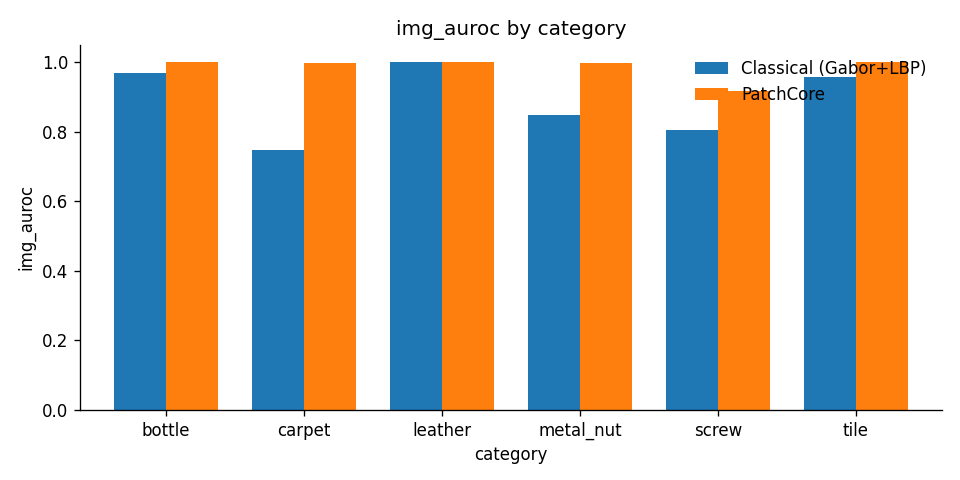 img_auroc by category
Classical (Gabor+LBP)
PatchCore
img_auroc
1.0
0.8
0.6
0.4
0.2
0.0
bottle carpet leather metal_nut screw tile
category